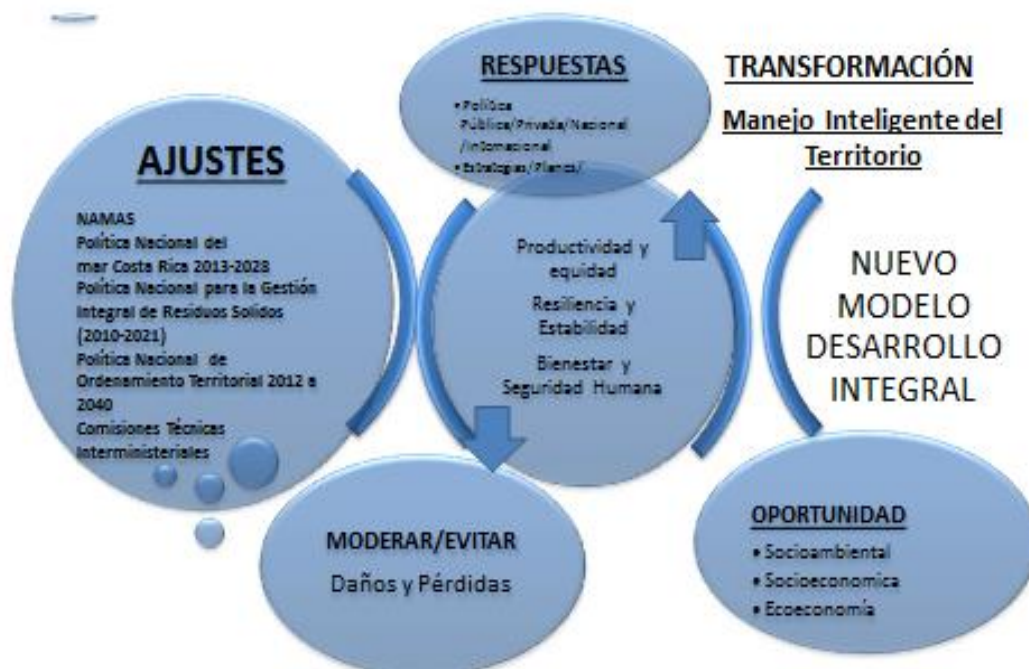 AJUSTES
NAMAS
Política Nacional del
mar Costa Rica 2013-2028
Política Nacional para la Gestión
Integral de Residuos Solidos
(2010-2021)
Política Nacional de
Ordenamiento Territorial 2012 a
2040
Comisiones Técnicas
Interministeriales
RESPUESTAS
• Política
Pública/Privada/Nacional
/Internacional
• Estrategias/Planes/
Productividad y
equidad
Resiliencia y
Estabilidad
Bienestar y
Seguridad Humana
MODERAR/EVITAR
Daños y Pérdidas
TRANSFORMACIÓN
Manejo Inteligente del
Territorio
NUEVO
MODELO
DESARROLLO
INTEGRAL
OPORTUNIDAD
• Socioambiental
• Socioeconomica
• Ecoeconomía